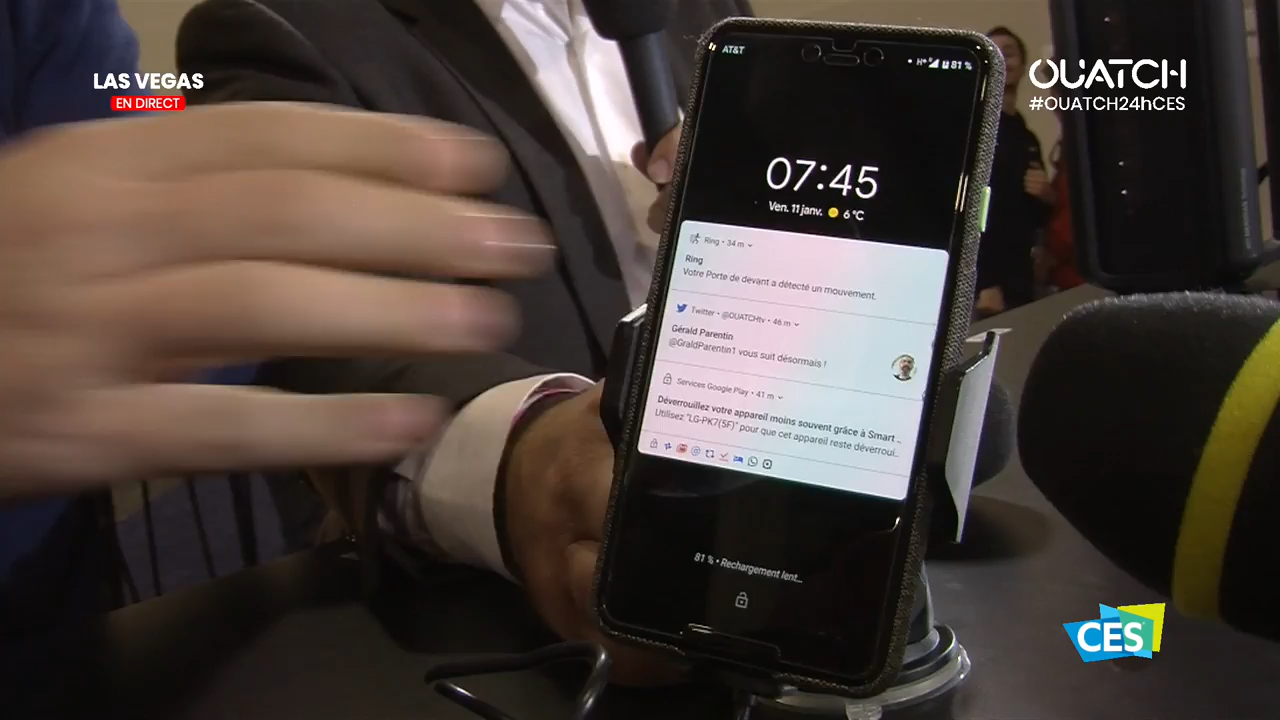 LAS VEGAS
EN DIRECT
OUATCH
#OUATCH24hCES
AT&T
H+ 81 %
07:45
Ven. 11 janv. 6 °C
Ring • 34 m
Ring
Votre Porte de devant a détecté un mouvement.
Twitter • @OUATCHtv • 46 m
Gérald Parentin
@GraldParentin1 vous suit désormais !
Services Google Play • 41 m
Déverrouillez votre appareil moins souvent grâce à Smart ..
Utilisez "LG-PK7(5F)" pour que cet appareil reste déverroui..
81 % • Rechargement lent...
CES